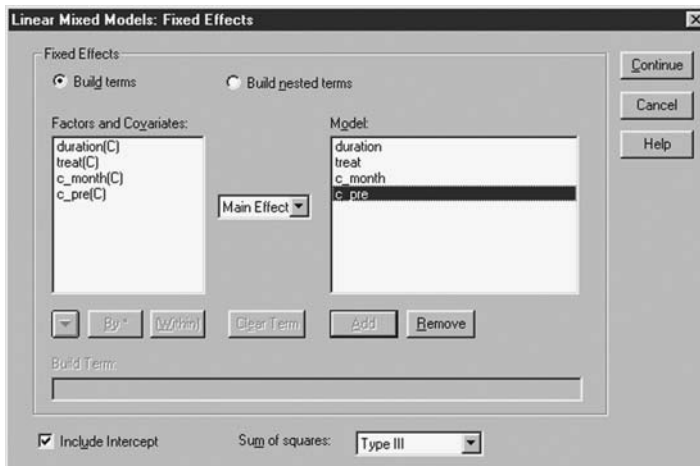 Linear Mixed Models: Fixed Effects
Fixed Effects
Build terms
Build nested terms
Continue
Cancel
Help
Factors and Covariates:
duration(C)
treat(C)
c_month(C)
c_pre(C)
Main Effect
Model:
duration
treat
c_month
c_pre
By *
(Within)
Clear Term
Add
Remove
Build Term:
Include Intercept
Sum of squares:
Type III